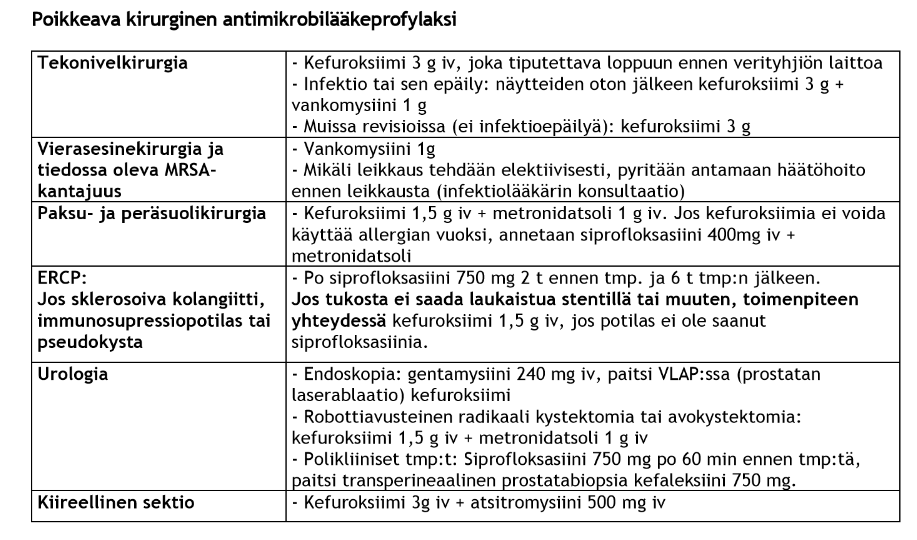 Poikkeava kirurginen antimikrobilääkeprofylaksi
Tekonivelkirurgia
- Kefuroksiimi 3 g iv, joka tiputettava loppuun ennen verityhjiön laittoa
- Infektio tai sen epäily: näytteiden oton jälkeen kefuroksiimi 3 g +
vankomysiini 1 g
- Muissa revisioissa (ei infektioepäilyä): kefuroksiimi 3 g
Vierasesinekirurgia ja
tiedossa oleva MRSA-
kantajuus
- Vankomysiini 1g
- Mikäli leikkaus tehdään elektiivisesti, pyritään antamaan häätöhoito
ennen leikkausta (infektiolääkärin konsultaatio)
Paksu- ja peräsuolikirurgia
- Kefuroksiimi 1,5 g iv + metronidatsoli 1 g iv. Jos kefuroksiimia ei voida
käyttää allergian vuoksi, annetaan siprofloksasiini 400mg iv +
metronidatsoli
ERCP:
Jos sklerosoiva kolangiitti,
immunosupressiopotilas tai
pseudokysta
- Po siprofloksasiini 750 mg 2 t ennen tmp. ja 6 t tmp:n jälkeen.
Jos tukosta ei saada laukaistua stentillä tai muuten, toimenpiteen
yhteydessä kefuroksiimi 1,5 g iv, jos potilas ei ole saanut
siprofloksasiinia.
Urologia
- Endoskopia: gentamysiini 240 mg iv, paitsi VLAP:ssa (prostatan
laserablaatio) kefuroksiimi
- Robottiavusteinen radikaali kystektomia tai avokystektomia:
kefuroksiimi 1,5 g iv + metronidatsoli 1 g iv
- Polikliiniset tmp:t: Siprofloksasiini 750 mg po 60 min ennen tmp:tä,
paitsi transperineaalinen prostatabiopsia kefaleksiini 750 mg.
Kiireellinen sektio
- Kefuroksiimi 3g iv + atsitromysiini 500 mg iv